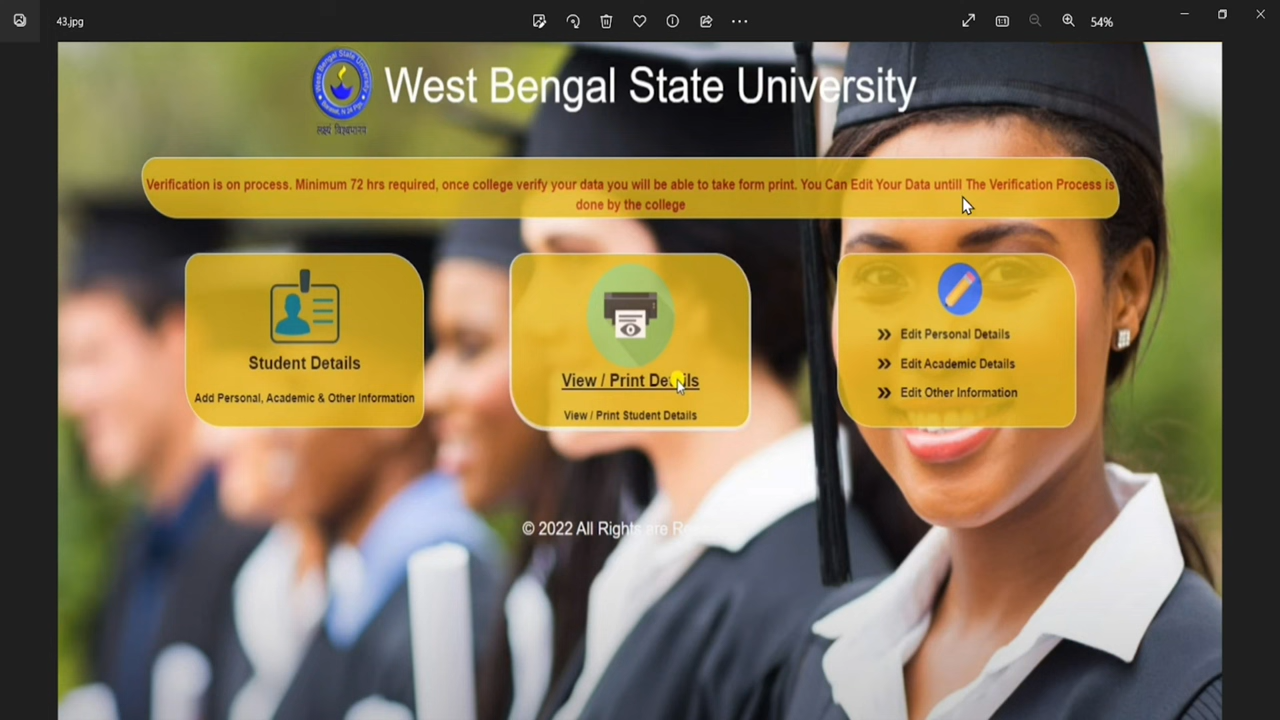 43.jpg
54%
West Bengal State University
Verification is on process. Minimum 72 hrs required, once college verify your data you will be able to take form print. You Can Edit Your Data untill The Verification Process is
done by the college
Student Details
Add Personal, Academic & Other Information
View / Print Details
View / Print Student Details
Edit Personal Details
Edit Academic Details
Edit Other Information
© 2022 All Rights are